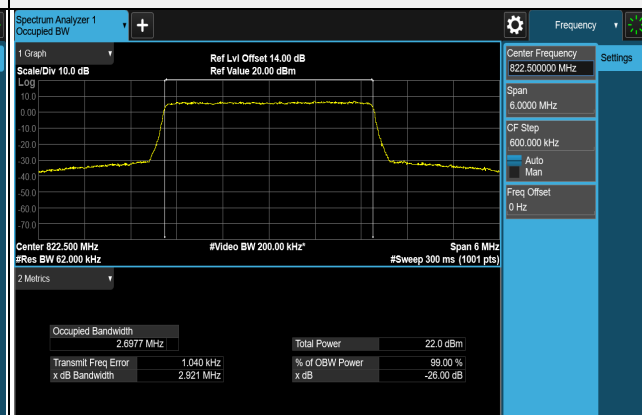 Spectrum Analyzer 1
Occupied BW
Frequency
1 Graph
Ref Lvl Offset 14.00 dB
Scale/Div 10.0 dB
Ref Value 20.00 dBm
Log
10.0
0.00
-10.0
-20.0
-30.0
-40.0
-50.0
-60.0
-70.0
Center 822.500 MHz
#Video BW 200.00 kHz*
Span 6 MHz
#Res BW 62.000 kHz
#Sweep 300 ms (1001 pts)
2 Metrics
Occupied Bandwidth
2.6977 MHz
Total Power
22.0 dBm
Transmit Freq Error
1.040 kHz
% of OBW Power
99.00 %
x dB Bandwidth
2.921 MHz
x dB
-26.00 dB
Center Frequency
822.500000 MHz
Settings
Span
6.0000 MHz
CF Step
600.000 kHz
Auto
Man
Freq Offset
0 Hz